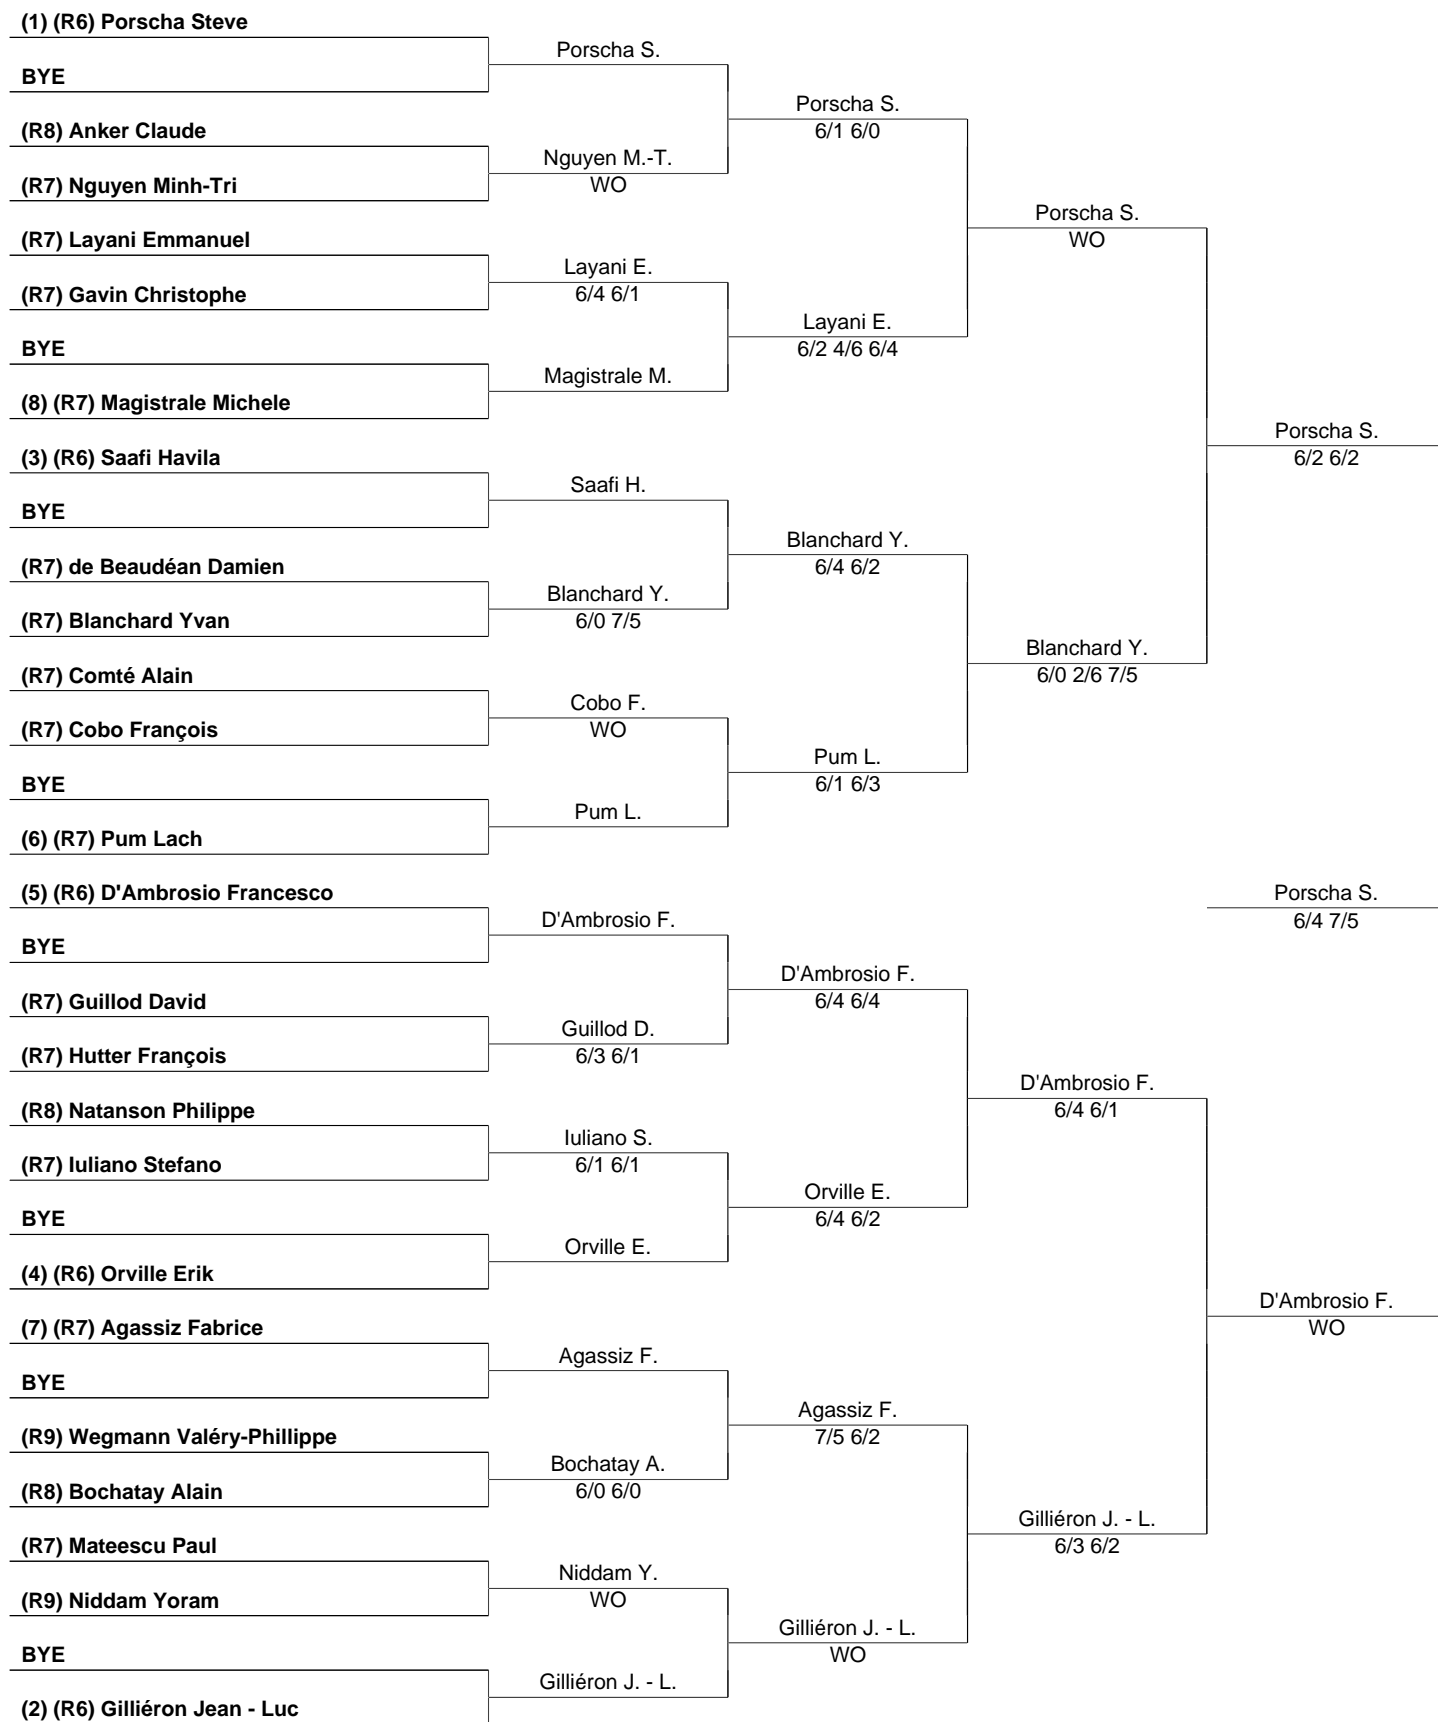 (1) (R6) Porscha Steve
BYE
(R8) Anker Claude
(R7) Nguyen Minh-Tri
(R7) Layani Emmanuel
(R7) Gavin Christophe
BYE
(8) (R7) Magistrale Michele
(3) (R6) Saafi Havila
BYE
(R7) de Beaudéan Damien
(R7) Blanchard Yvan
(R7) Comté Alain
(R7) Cobo François
BYE
(6) (R7) Pum Lach
(5) (R6) D'Ambrosio Francesco
BYE
(R7) Guillod David
(R7) Hutter François
(R8) Natanson Philippe
(R7) Iuliano Stefano
BYE
(4) (R6) Orville Erik
(7) (R7) Agassiz Fabrice
BYE
(R9) Wegmann Valéry-Phillippe
(R8) Bochatay Alain
(R7) Mateescu Paul
(R9) Niddam Yoram
BYE
(2) (R6) Gilliéron Jean - Luc
Porscha S.
Nguyen M.-T.
WO
Layani E.
6/4 6/1
Magistrale M.
Saafi H.
Blanchard Y.
6/0 7/5
Cobo F.
WO
Pum L.
D'Ambrosio F.
Guillod D.
6/3 6/1
Iuliano S.
6/1 6/1
Orville E.
Agassiz F.
Bochatay A.
6/0 6/0
Niddam Y.
WO
Gilliéron J. - L.
Porscha S.
6/1 6/0
Layani E.
6/2 4/6 6/4
Blanchard Y.
6/4 6/2
Pum L.
6/1 6/3
D'Ambrosio F.
6/4 6/4
Orville E.
6/4 6/2
Agassiz F.
7/5 6/2
Gilliéron J. - L.
WO
Porscha S.
WO
Blanchard Y.
6/0 2/6 7/5
D'Ambrosio F.
6/4 6/1
Gilliéron J. - L.
6/3 6/2
Porscha S.
6/2 6/2
Porscha S.
6/4 7/5
D'Ambrosio F.
WO